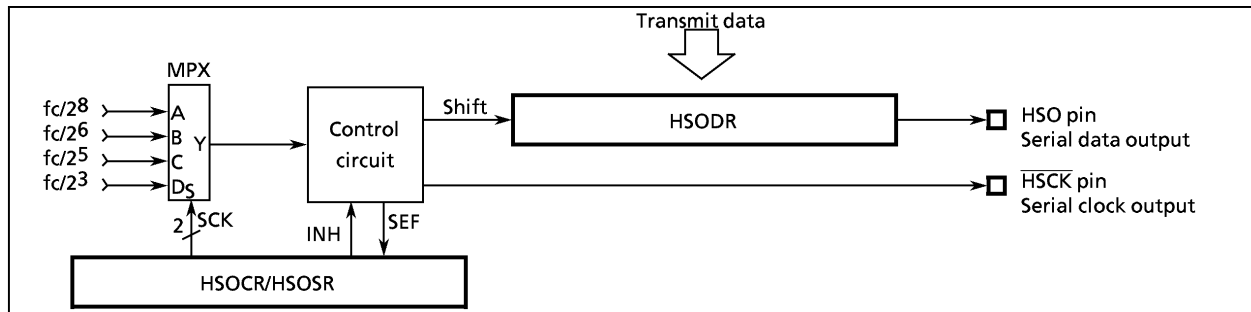 Transmit data
MPX
fc/2⁸
fc/2⁶
fc/2⁵
fc/2³
A
B
C
D
S
Y
Control
circuit
Shift
HSODR
HSO pin
Serial data output
H̅S̅C̅K̅ pin
Serial clock output
2
SCK
INH
SEF
HSOCR/HSOSR